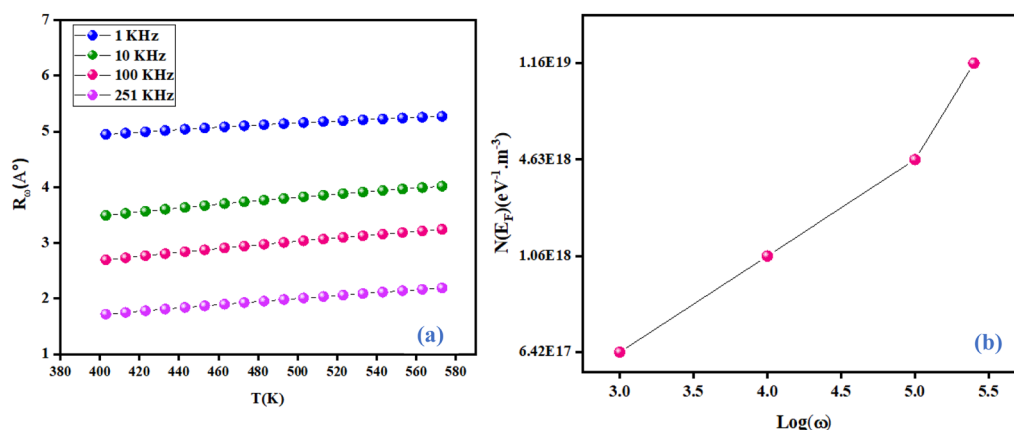 7
6
5
4
3
2
1
R_ω(A°)
1 KHz
10 KHz
100 KHz
251 KHz
(a)
380 400 420 440 460 480 500 520 540 560 580
T(K)
1.16E19
4.63E18
1.06E18
6.42E17
N(E_F)(eV⁻¹.m⁻³)
(b)
3.0 3.5 4.0 4.5 5.0 5.5
Log(ω)